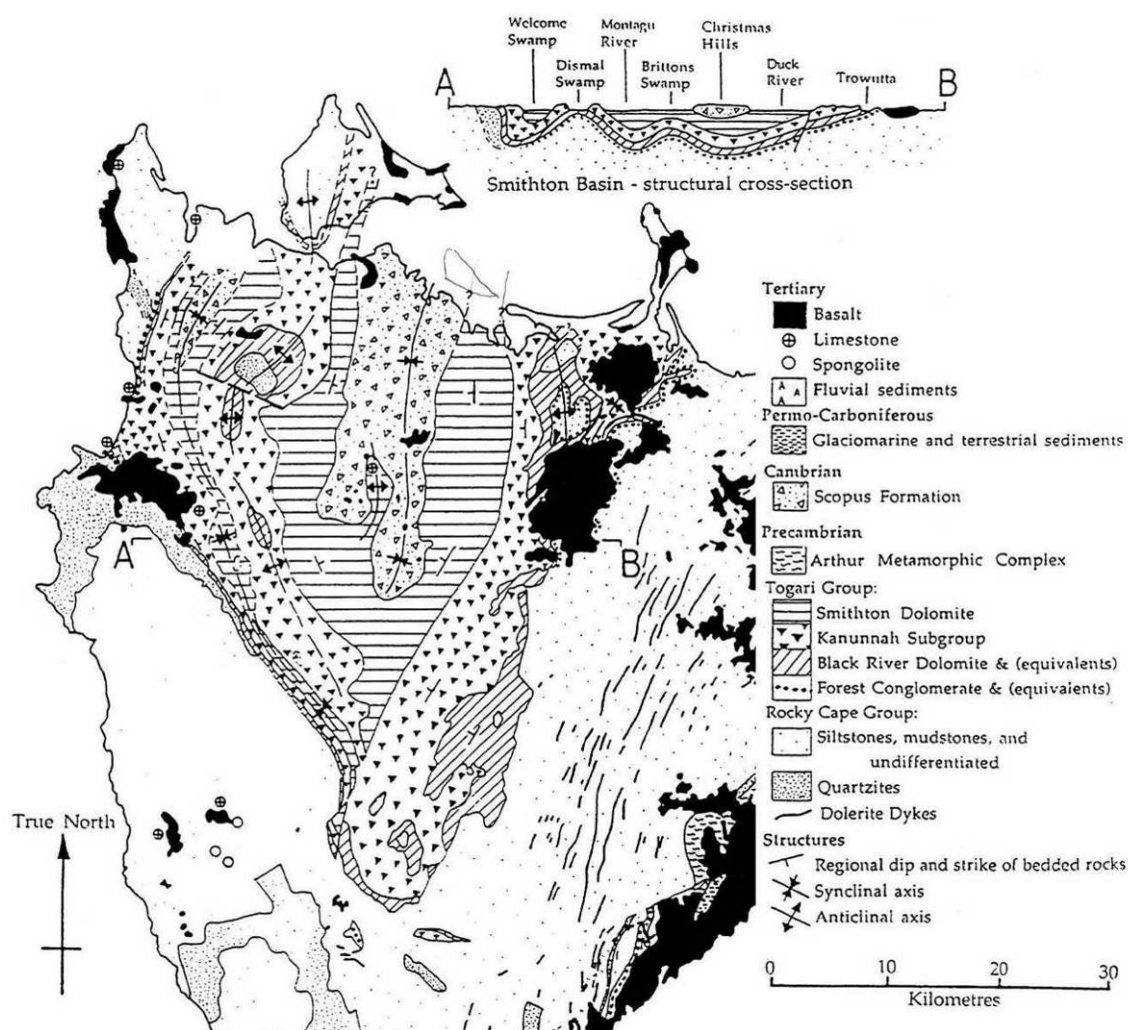 Welcome
Swamp
Montagu
River
Christmas
Hills
Dismal
Swamp
Brittons
Swamp
Duck
River
Trowutta
A
B
Smithton Basin - structural cross-section
A
B
Tertiary
Basalt
Limestone
Spongolite
Fluvial sediments
Permo-Carboniferous
Glaciomarine and terrestrial sediments
Cambrian
Scopus Formation
Precambrian
Arthur Metamorphic Complex
Togari Group:
Smithton Dolomite
Kanunnah Subgroup
Black River Dolomite & (equivalents)
Forest Conglomerate & (equivalents)
Rocky Cape Group:
Siltstones, mudstones, and
undifferentiated
Quartzites
Dolerite Dykes
Structures
Regional dip and strike of bedded rocks
Synclinal axis
Anticlinal axis
True North
0 10 20 30
Kilometres